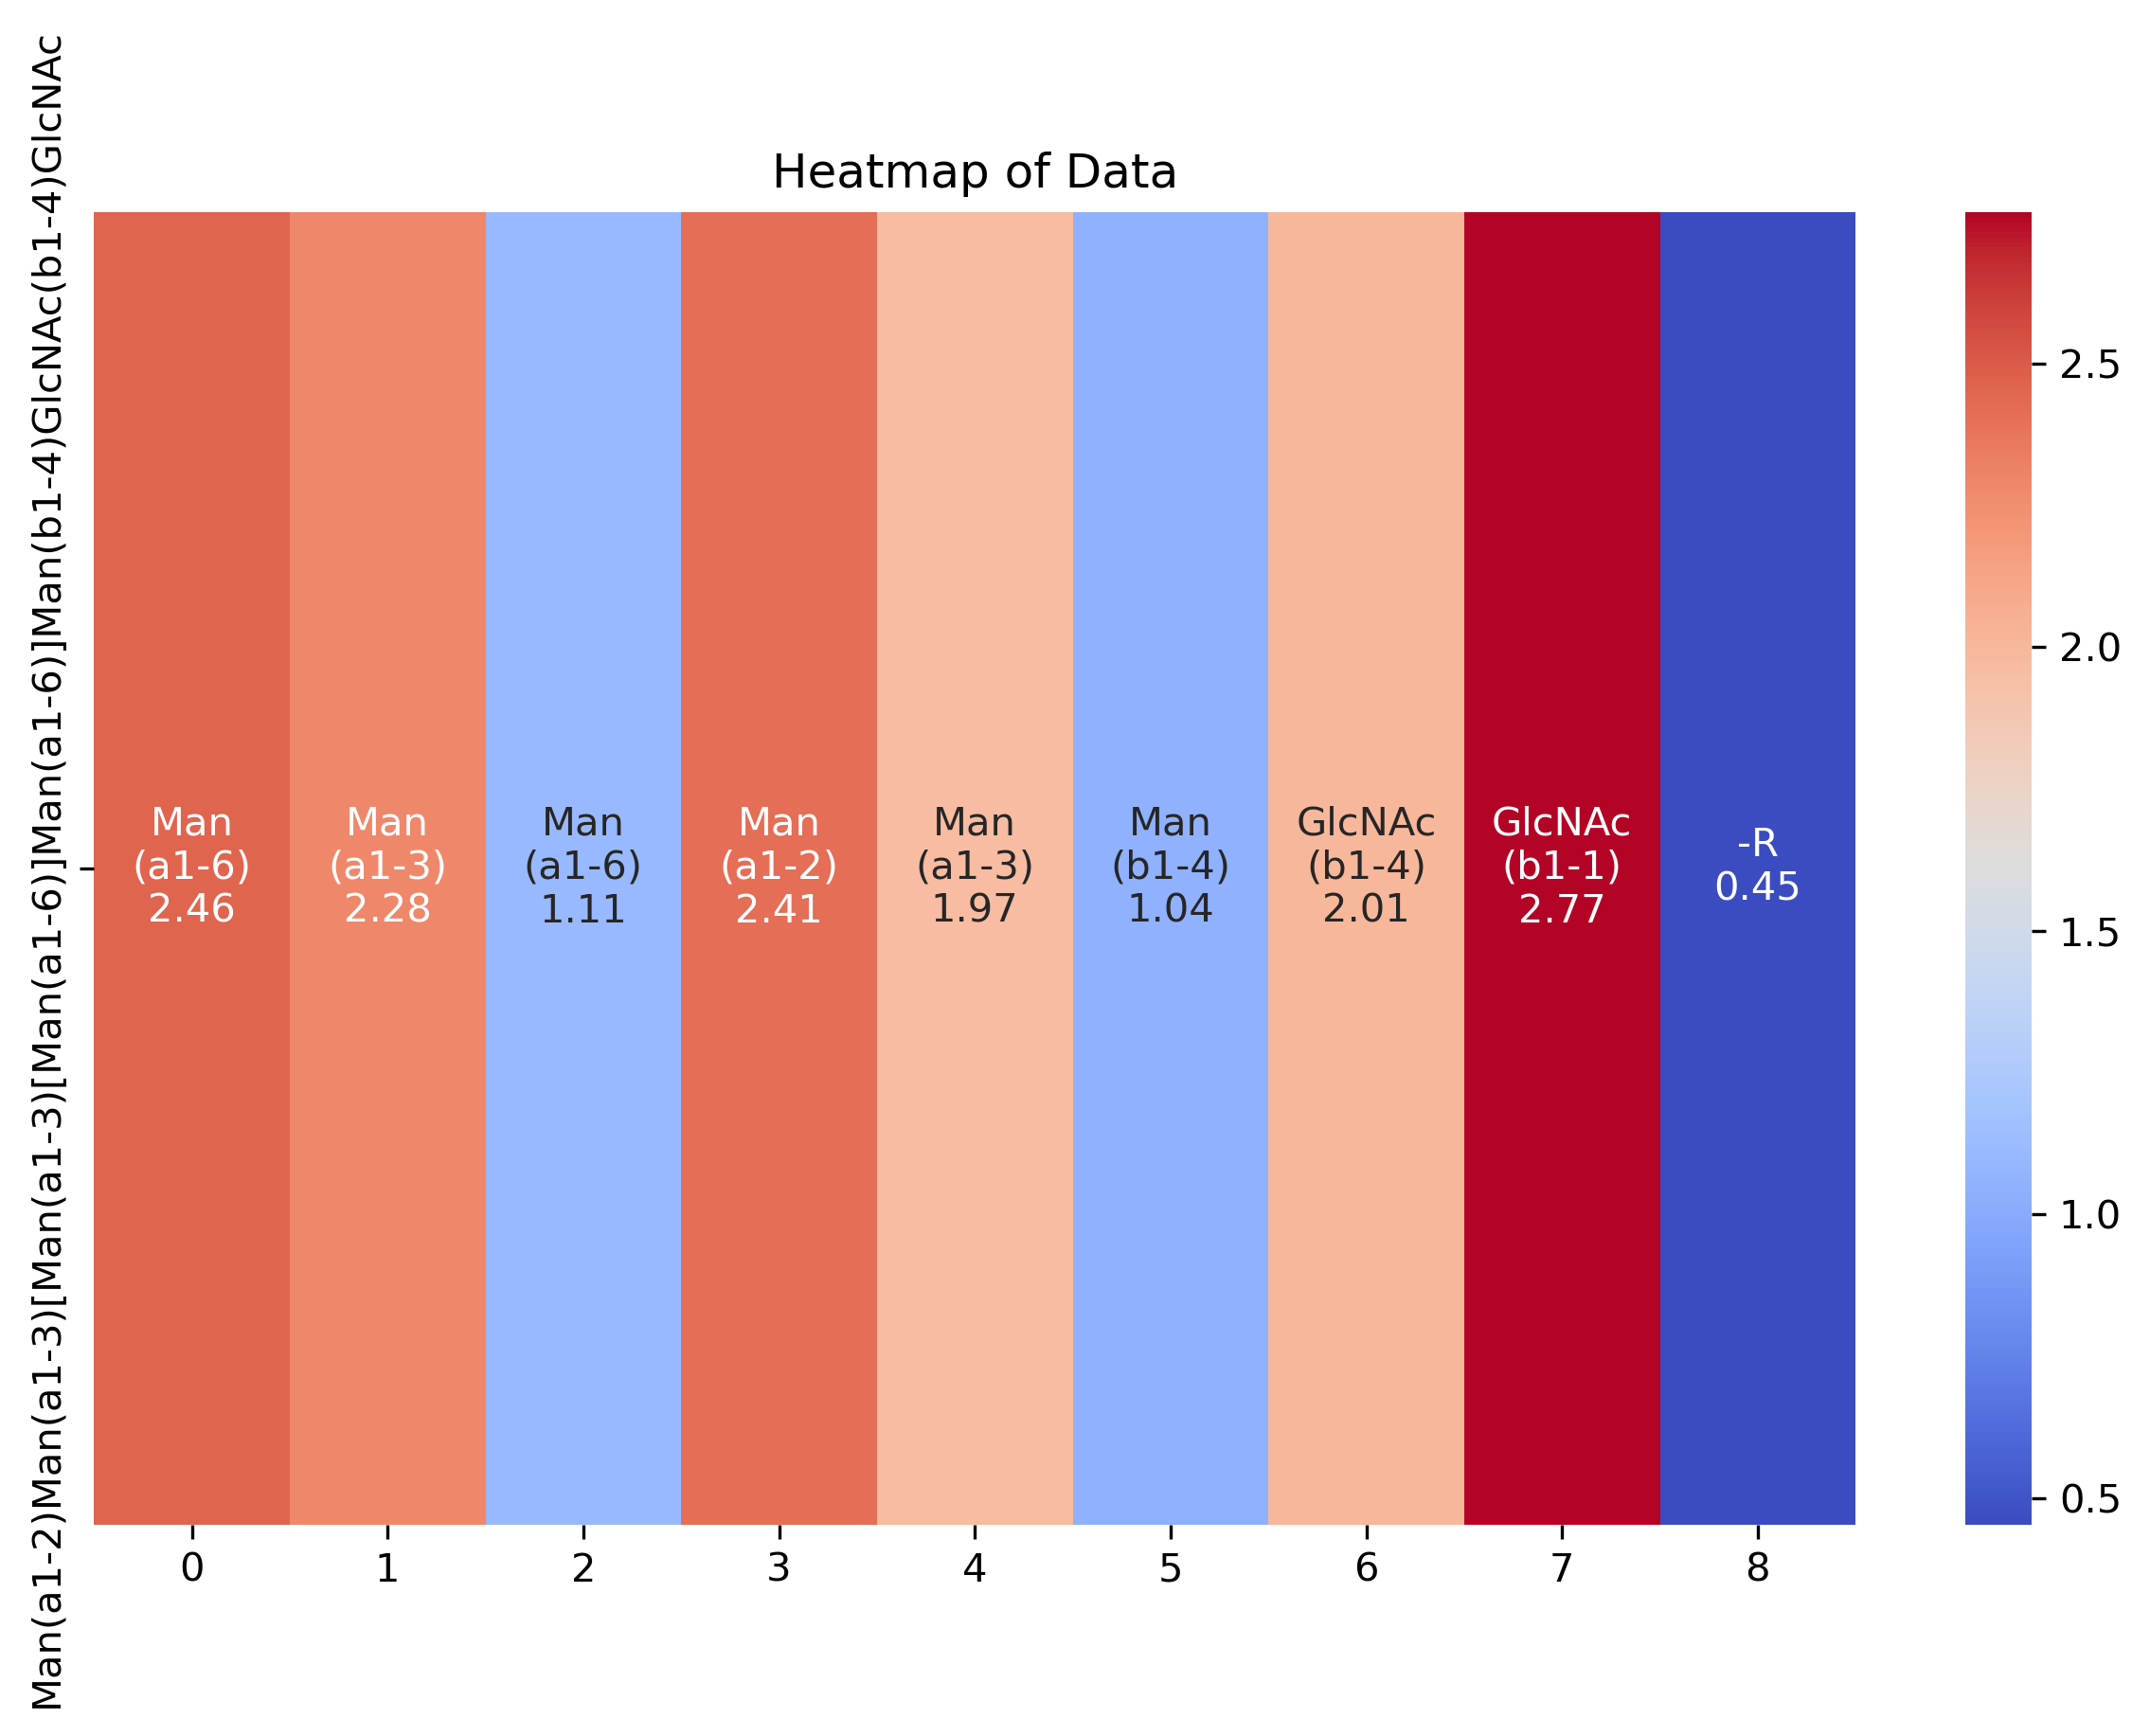 Heatmap of Data
Man(a1-2)Man(a1-3)[Man(a1-3)[Man(a1-6)]Man(a1-6)]Man(b1-4)GlcNAc(b1-4)GlcNAc
Man
(a1-6)
2.46
Man
(a1-3)
2.28
Man
(a1-6)
1.11
Man
(a1-2)
2.41
Man
(a1-3)
1.97
Man
(b1-4)
1.04
GlcNAc
(b1-4)
2.01
GlcNAc
(b1-1)
2.77
-R
0.45
0
1
2
3
4
5
6
7
8
2.5
2.0
1.5
1.0
0.5